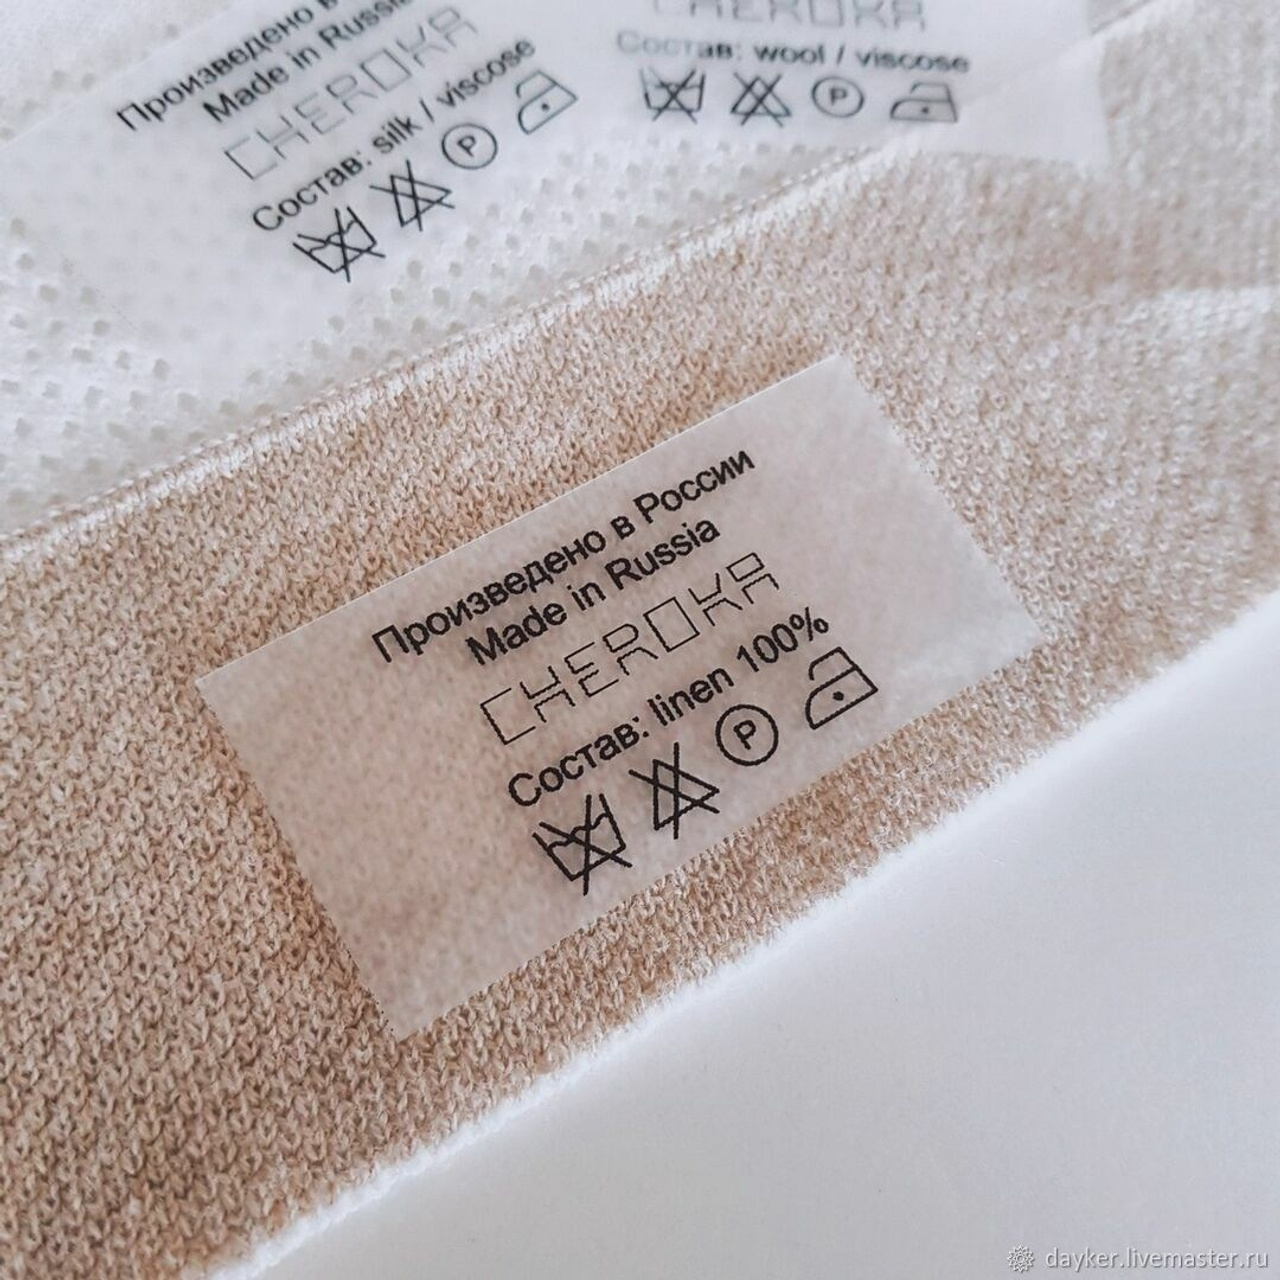 Произведено в
Made in Russia
CHEROKA
Состав: silk / viscose
P
CHEROKA
Состав: wool / viscose
P
Произведено в России
Made in Russia
CHEROKA
Состав: linen 100%
P
dayker.livemaster.ru